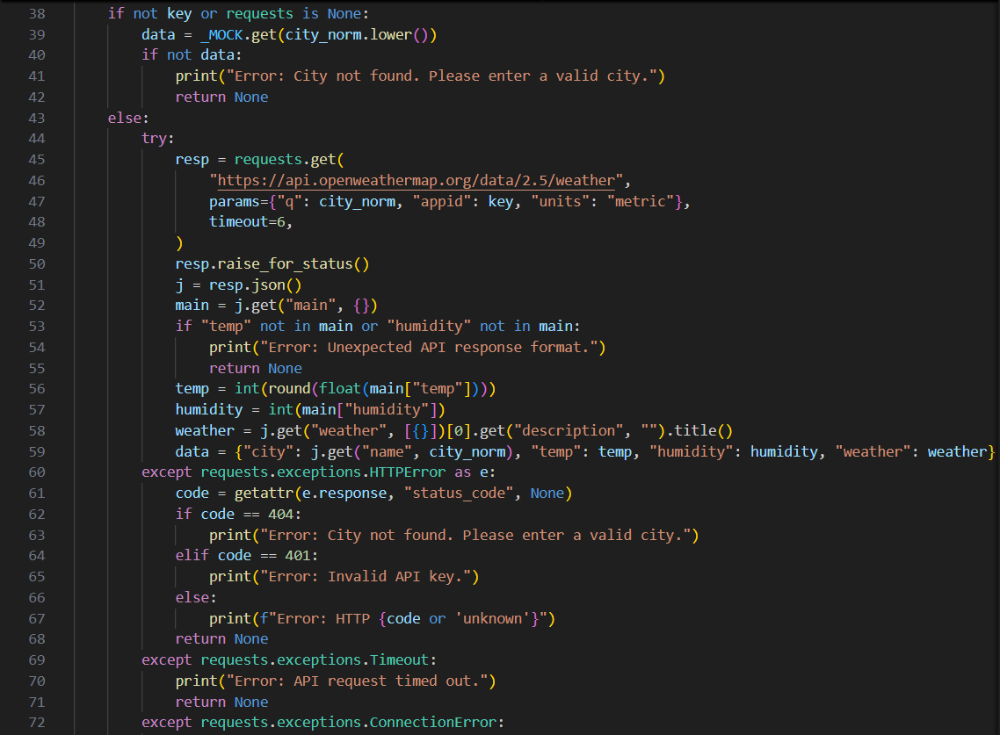 38 if not key or requests is None:
39 data = _MOCK.get(city_norm.lower())
40 if not data:
41 print("Error: City not found. Please enter a valid city.")
42 return None
43 else:
44 try:
45 resp = requests.get(
46 "https://api.openweathermap.org/data/2.5/weather",
47 params={"q": city_norm, "appid": key, "units": "metric"},
48 timeout=6,
49 )
50 resp.raise_for_status()
51 j = resp.json()
52 main = j.get("main", {})
53 if "temp" not in main or "humidity" not in main:
54 print("Error: Unexpected API response format.")
55 return None
56 temp = int(round(float(main["temp"])))
57 humidity = int(main["humidity"])
58 weather = j.get("weather", [{}])[0].get("description", "").title()
59 data = {"city": j.get("name", city_norm), "temp": temp, "humidity": humidity, "weather": weather}
60 except requests.exceptions.HTTPError as e:
61 code = getattr(e.response, "status_code", None)
62 if code == 404:
63 print("Error: City not found. Please enter a valid city.")
64 elif code == 401:
65 print("Error: Invalid API key.")
66 else:
67 print(f"Error: HTTP {code or 'unknown'}")
68 return None
69 except requests.exceptions.Timeout:
70 print("Error: API request timed out.")
71 return None
72 except requests.exceptions.ConnectionError: